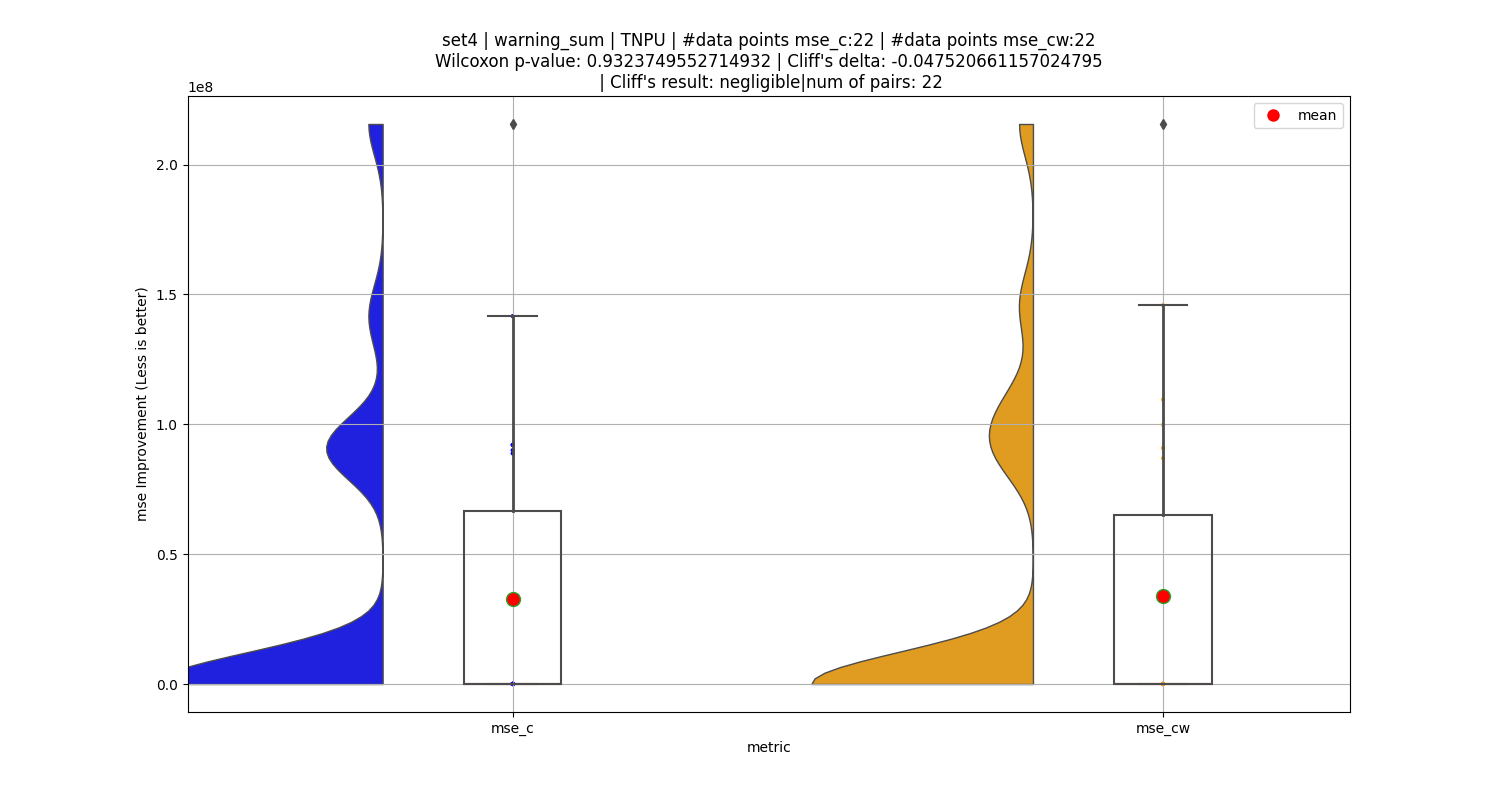 set4 | warning_sum | TNPU | #data points mse_c:22 | #data points mse_cw:22
Wilcoxon p-value: 0.9323749552714932 | Cliff's delta: -0.047520661157024795
| Cliff's result: negligible|num of pairs: 22
1e8
mean
2.0
1.5
1.0
0.5
0.0
mse Improvement (Less is better)
mse_c
mse_cw
metric